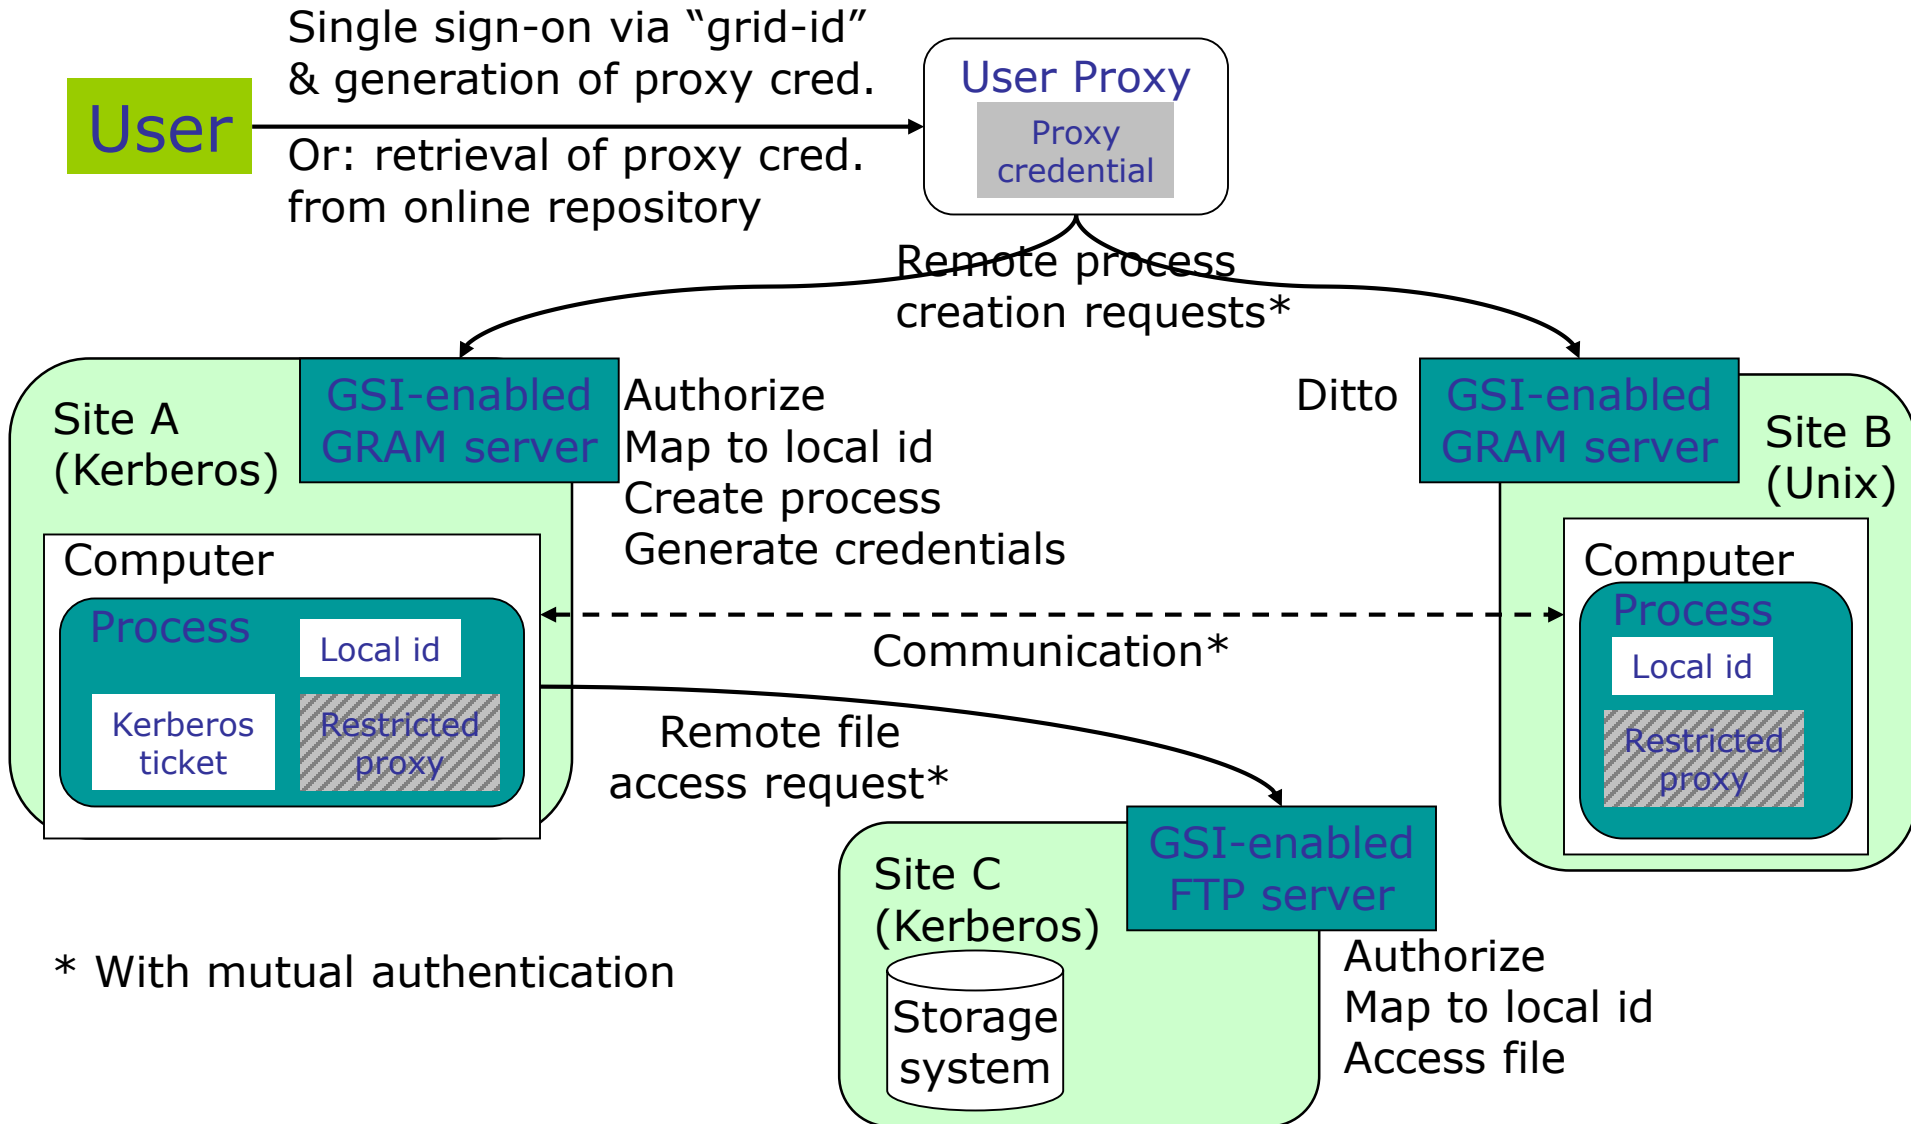 Single sign-on via “grid-id”
& generation of proxy cred.
User
Or: retrieval of proxy cred.
from online repository
User Proxy
Proxy
credential
Remote process
creation requests*
Site A
(Kerberos)
GSI-enabled
GRAM server
Authorize
Map to local id
Create process
Generate credentials
Ditto
GSI-enabled
GRAM server
Site B
(Unix)
Computer
Process
Local id
Kerberos
ticket
Restricted
proxy
Communication*
Computer
Process
Local id
Restricted
proxy
Remote file
access request*
Site C
(Kerberos)
GSI-enabled
FTP server
Storage
system
Authorize
Map to local id
Access file
* With mutual authentication